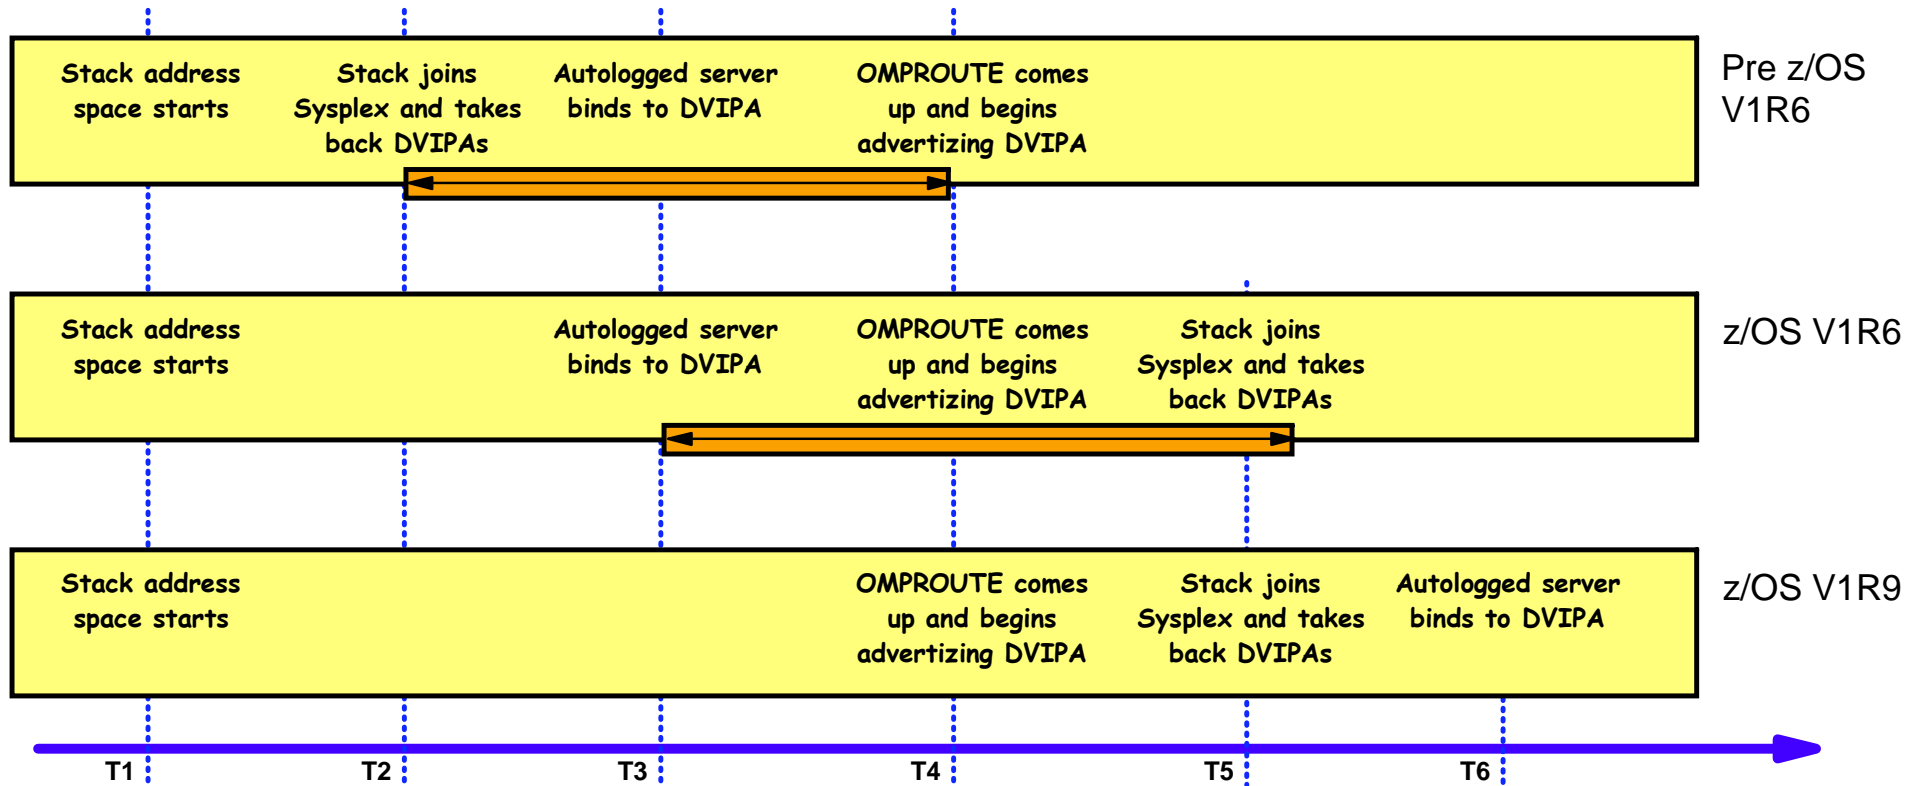 Stack address
space starts
Stack joins
Sysplex and takes
back DVIPAs
Autologged server
binds to DVIPA
OMPROUTE comes
up and begins
advertizing DVIPA
Pre z/OS
V1R6
Stack address
space starts
Autologged server
binds to DVIPA
OMPROUTE comes
up and begins
advertizing DVIPA
Stack joins
Sysplex and takes
back DVIPAs
z/OS V1R6
Stack address
space starts
OMPROUTE comes
up and begins
advertizing DVIPA
Stack joins
Sysplex and takes
back DVIPAs
Autologged server
binds to DVIPA
z/OS V1R9
T1
T2
T3
T4
T5
T6